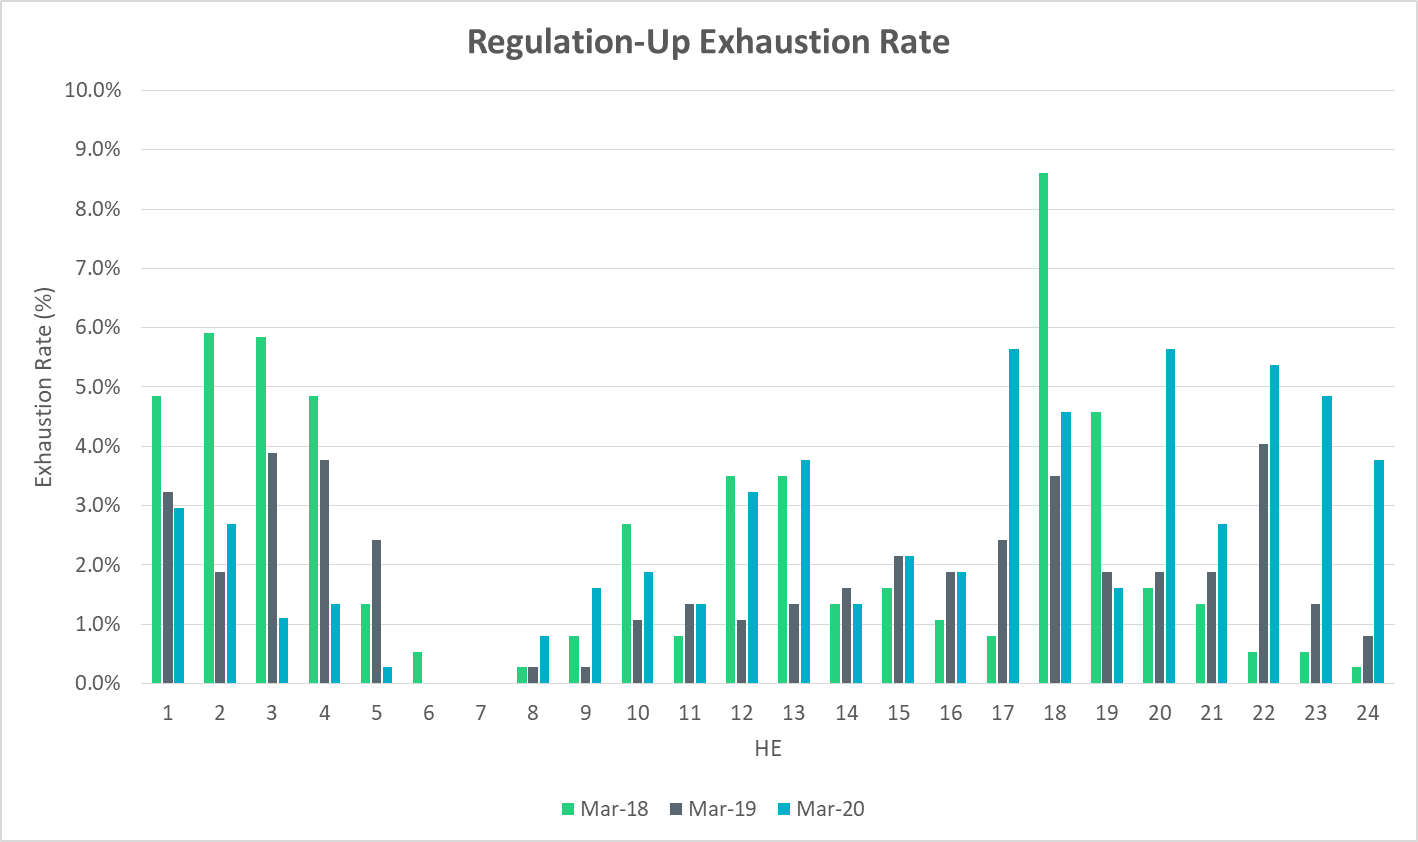 Regulation-Up Exhaustion Rate
10.0%
9.0%
8.0%
7.0%
6.0%
5.0%
4.0%
3.0%
2.0%
1.0%
0.0%
Exhaustion Rate (%)
1 2 3 4 5 6 7 8 9 10 11 12 13 14 15 16 17 18 19 20 21 22 23 24
HE
Mar-18 Mar-19 Mar-20